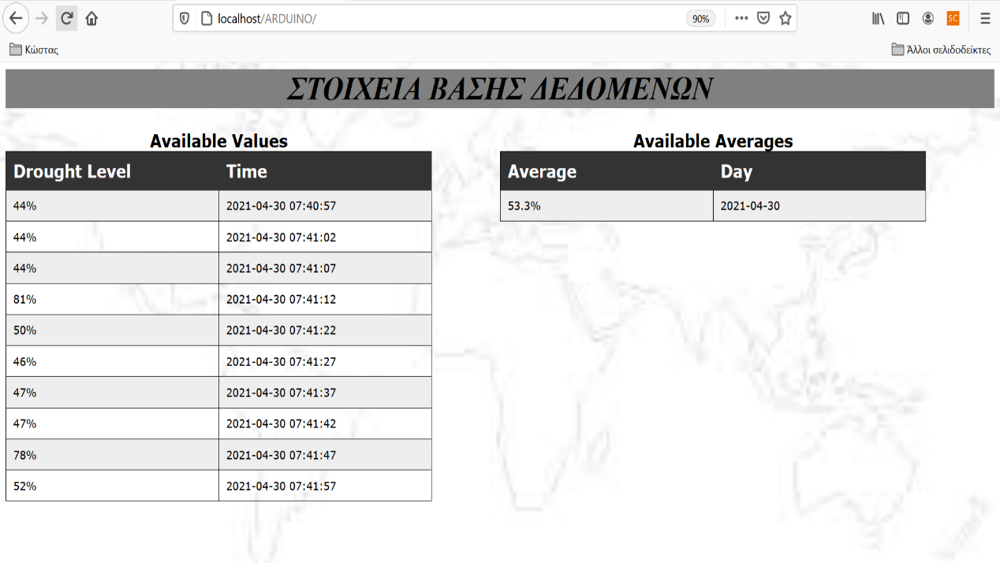 localhost/ARDUINO/
90%
SC
Κώστας
Άλλοι σελιδοδείκτες
ΣΤΟΙΧΕΙΑ ΒΑΣΗΣ ΔΕΔΟΜΕΝΩΝ
Available Values
Drought Level Time
44% 2021-04-30 07:40:57
44% 2021-04-30 07:41:02
44% 2021-04-30 07:41:07
81% 2021-04-30 07:41:12
50% 2021-04-30 07:41:22
46% 2021-04-30 07:41:27
47% 2021-04-30 07:41:37
47% 2021-04-30 07:41:42
78% 2021-04-30 07:41:47
52% 2021-04-30 07:41:57
Available Averages
Average Day
53.3% 2021-04-30